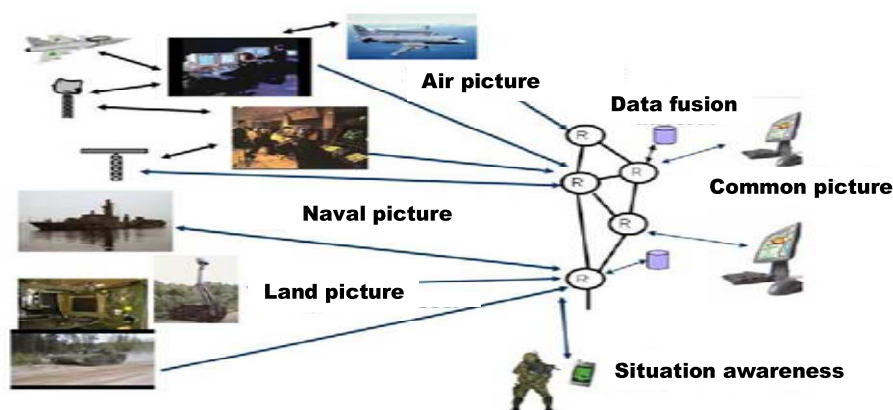 Air picture
Data fusion
R
R
R
Common picture
Naval picture
R
R
Land picture
Situation awareness